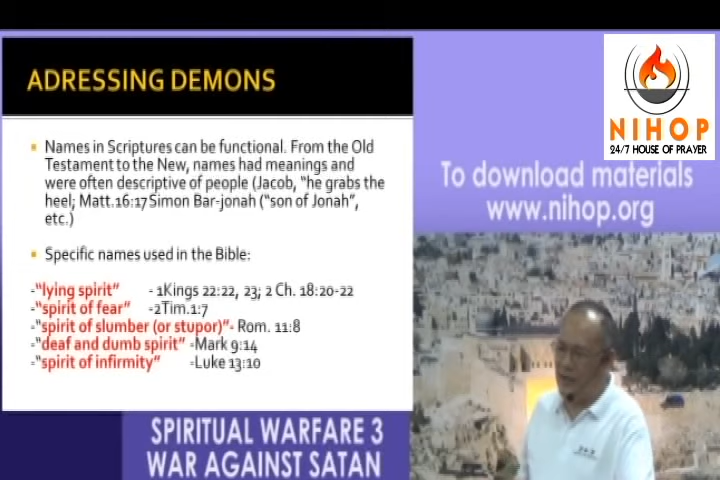 ADRESSING DEMONS
Names in Scriptures can be functional. From the Old
Testament to the New, names had meanings and
were often descriptive of people (Jacob, "he grabs the
heel; Matt.16:17 Simon Bar-jonah ("son of Jonah",
etc.)
Specific names used in the Bible:
-"lying spirit" - 1Kings 22:22, 23; 2 Ch. 18:20-22
-"spirit of fear" -2Tim.1:7
-"spirit of slumber (or stupor)"- Rom. 11:8
-"deaf and dumb spirit" -Mark 9:14
-"spirit of infirmity" -Luke 13:10
NIHOP
24/7 HOUSE OF PRAYER
To download materials
www.nihop.org
SPIRITUAL WARFARE 3
WAR AGAINST SATAN